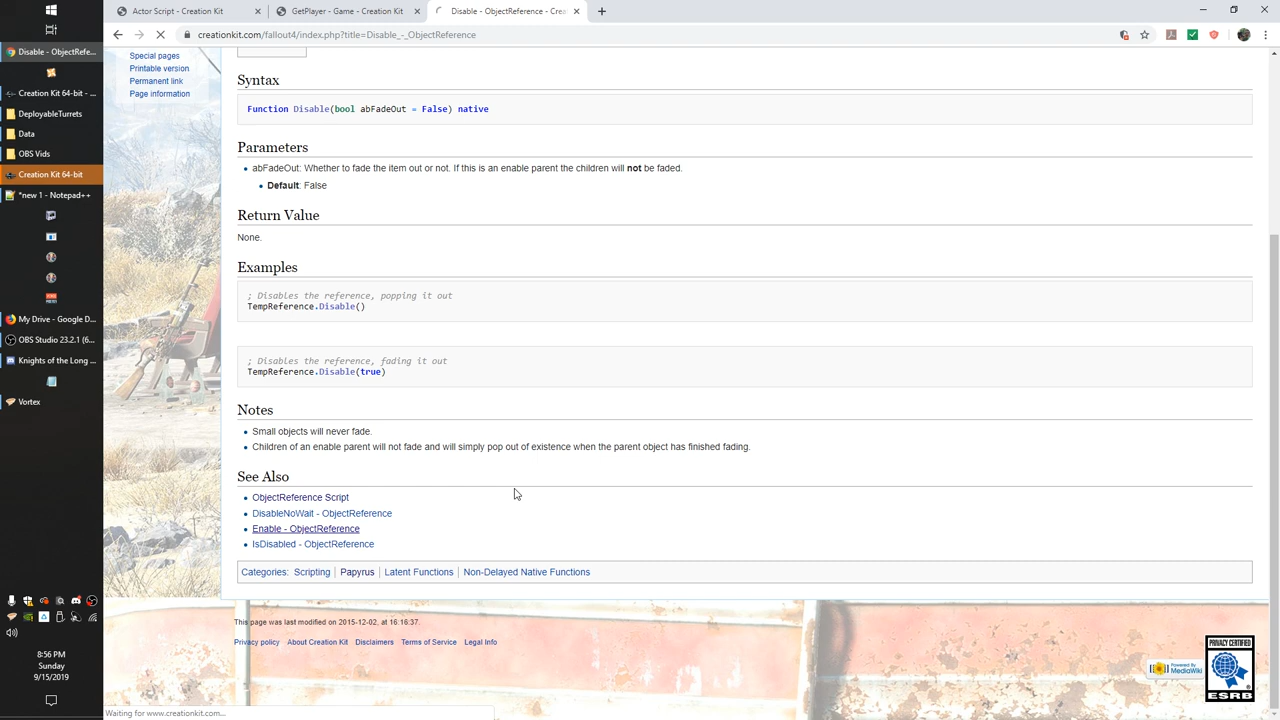 Actor Script - Creation Kit
GetPlayer - Game - Creation Kit
Disable - ObjectReference - Crea
creationkit.com/fallout4/index.php?title=Disable_-_ObjectReference
Disable - ObjectRefe...
Creation Kit 64-bit - ...
DeployableTurrets
Data
OBS Vids
Creation Kit 64-bit
*new 1 - Notepad++
My Drive - Google D...
OBS Studio 23.2.1 (6...
Knights of the Long ...
Vortex
8:56 PM
Sunday
9/15/2019
Special pages
Printable version
Permanent link
Page information
Syntax
Function Disable(bool abFadeOut = False) native
Parameters
abFadeOut: Whether to fade the item out or not. If this is an enable parent the children will not be faded.
Default: False
Return Value
None.
Examples
; Disables the reference, popping it out
TempReference.Disable()
; Disables the reference, fading it out
TempReference.Disable(true)
Notes
Small objects will never fade.
Children of an enable parent will not fade and will simply pop out of existence when the parent object has finished fading.
See Also
ObjectReference Script
DisableNoWait - ObjectReference
Enable - ObjectReference
IsDisabled - ObjectReference
Categories: Scripting | Papyrus | Latent Functions | Non-Delayed Native Functions
This page was last modified on 2015-12-02, at 16:16:37.
Privacy policy About Creation Kit Disclaimers Terms of Service Legal Info
Powered By
MediaWiki
PRIVACY CERTIFIED
ESRB
Waiting for www.creationkit.com...